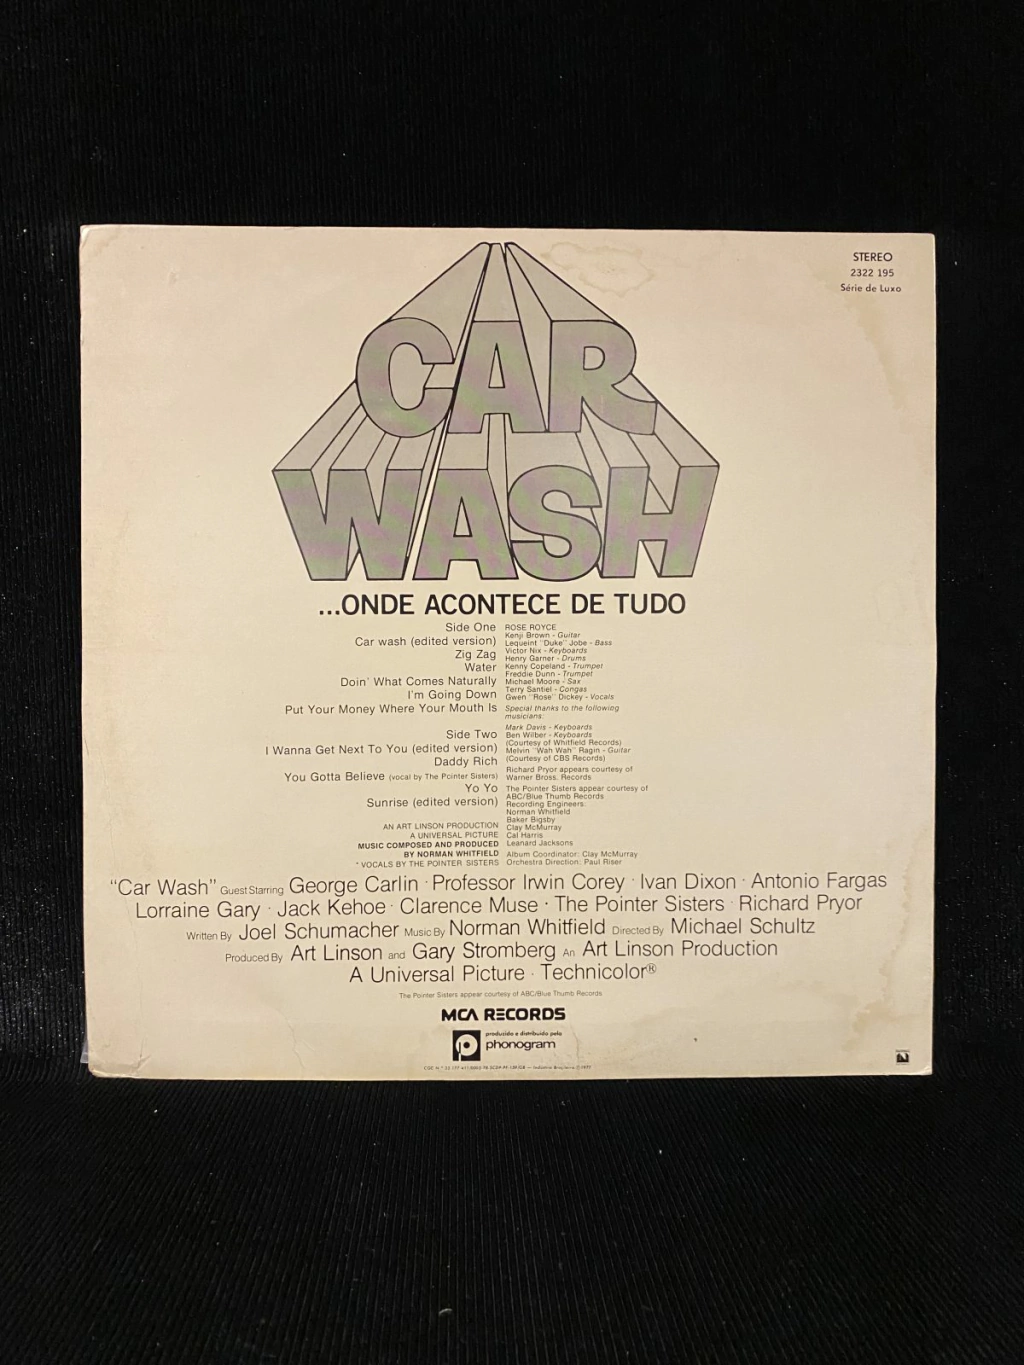 STEREO
2322 195
Série de Luxo
CAR
WASH
...ONDE ACONTECE DE TUDO
Side One
Car wash (edited version)
Zig Zag
Water
Doin' What Comes Naturally
I'm Going Down
Put Your Money Where Your Mouth Is
Side Two
I Wanna Get Next To You (edited version)
Daddy Rich
You Gotta Believe (vocal by The Pointer Sisters)
Yo Yo
Sunrise (edited version)
AN ART LINSON PRODUCTION
A UNIVERSAL PICTURE
MUSIC COMPOSED AND PRODUCED
BY NORMAN WHITFIELD
* VOCALS BY THE POINTER SISTERS
ROSE ROYCE
Kenji Brown - Guitar
Lequeint "Duke" Jobe - Bass
Victor Nix - Keyboards
Henry Garner - Drums
Kenny Copeland - Trumpet
Freddie Dunn - Trumpet
Michael Moore - Sax
Terry Santiel - Congas
Gwen "Rose" Dickey - Vocals
Special thanks to the following
musicians:
Mark Davis - Keyboards
Ben Wilber - Keyboards
(Courtesy of Whitfield Records)
Melvin "Wah Wah" Ragin - Guitar
(Courtesy of CBS Records)
Richard Pryor appears courtesy of
Warner Bross. Records
The Pointer Sisters appear courtesy of
ABC/Blue Thumb Records
Recording Engineers:
Norman Whitfield
Baker Bigsby
Clay McMurray
Cal Harris
Leanard Jacksons
Album Coordinator: Clay McMurray
Orchestra Direction: Paul Riser
"Car Wash" Guest Starring George Carlin · Professor Irwin Corey · Ivan Dixon · Antonio Fargas
Lorraine Gary · Jack Kehoe · Clarence Muse · The Pointer Sisters · Richard Pryor
Written By Joel Schumacher Music By Norman Whitfield Directed By Michael Schultz
Produced By Art Linson and Gary Stromberg An Art Linson Production
A Universal Picture · Technicolor®
The Pointer Sisters appear courtesy of ABC/Blue Thumb Records
MCA RECORDS
produzido e distribuido pela
phonogram
Industria Brasileira